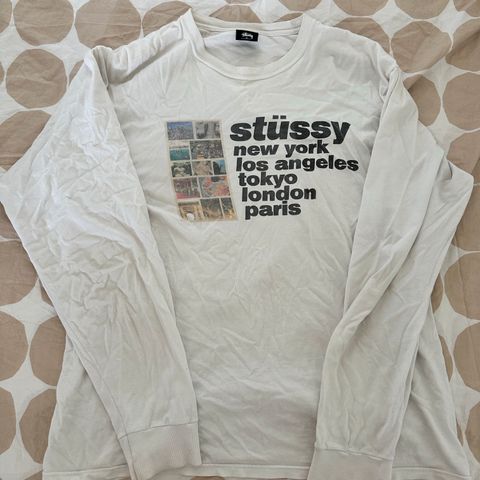 stüssy
new york
los angeles
tokyo
london
paris